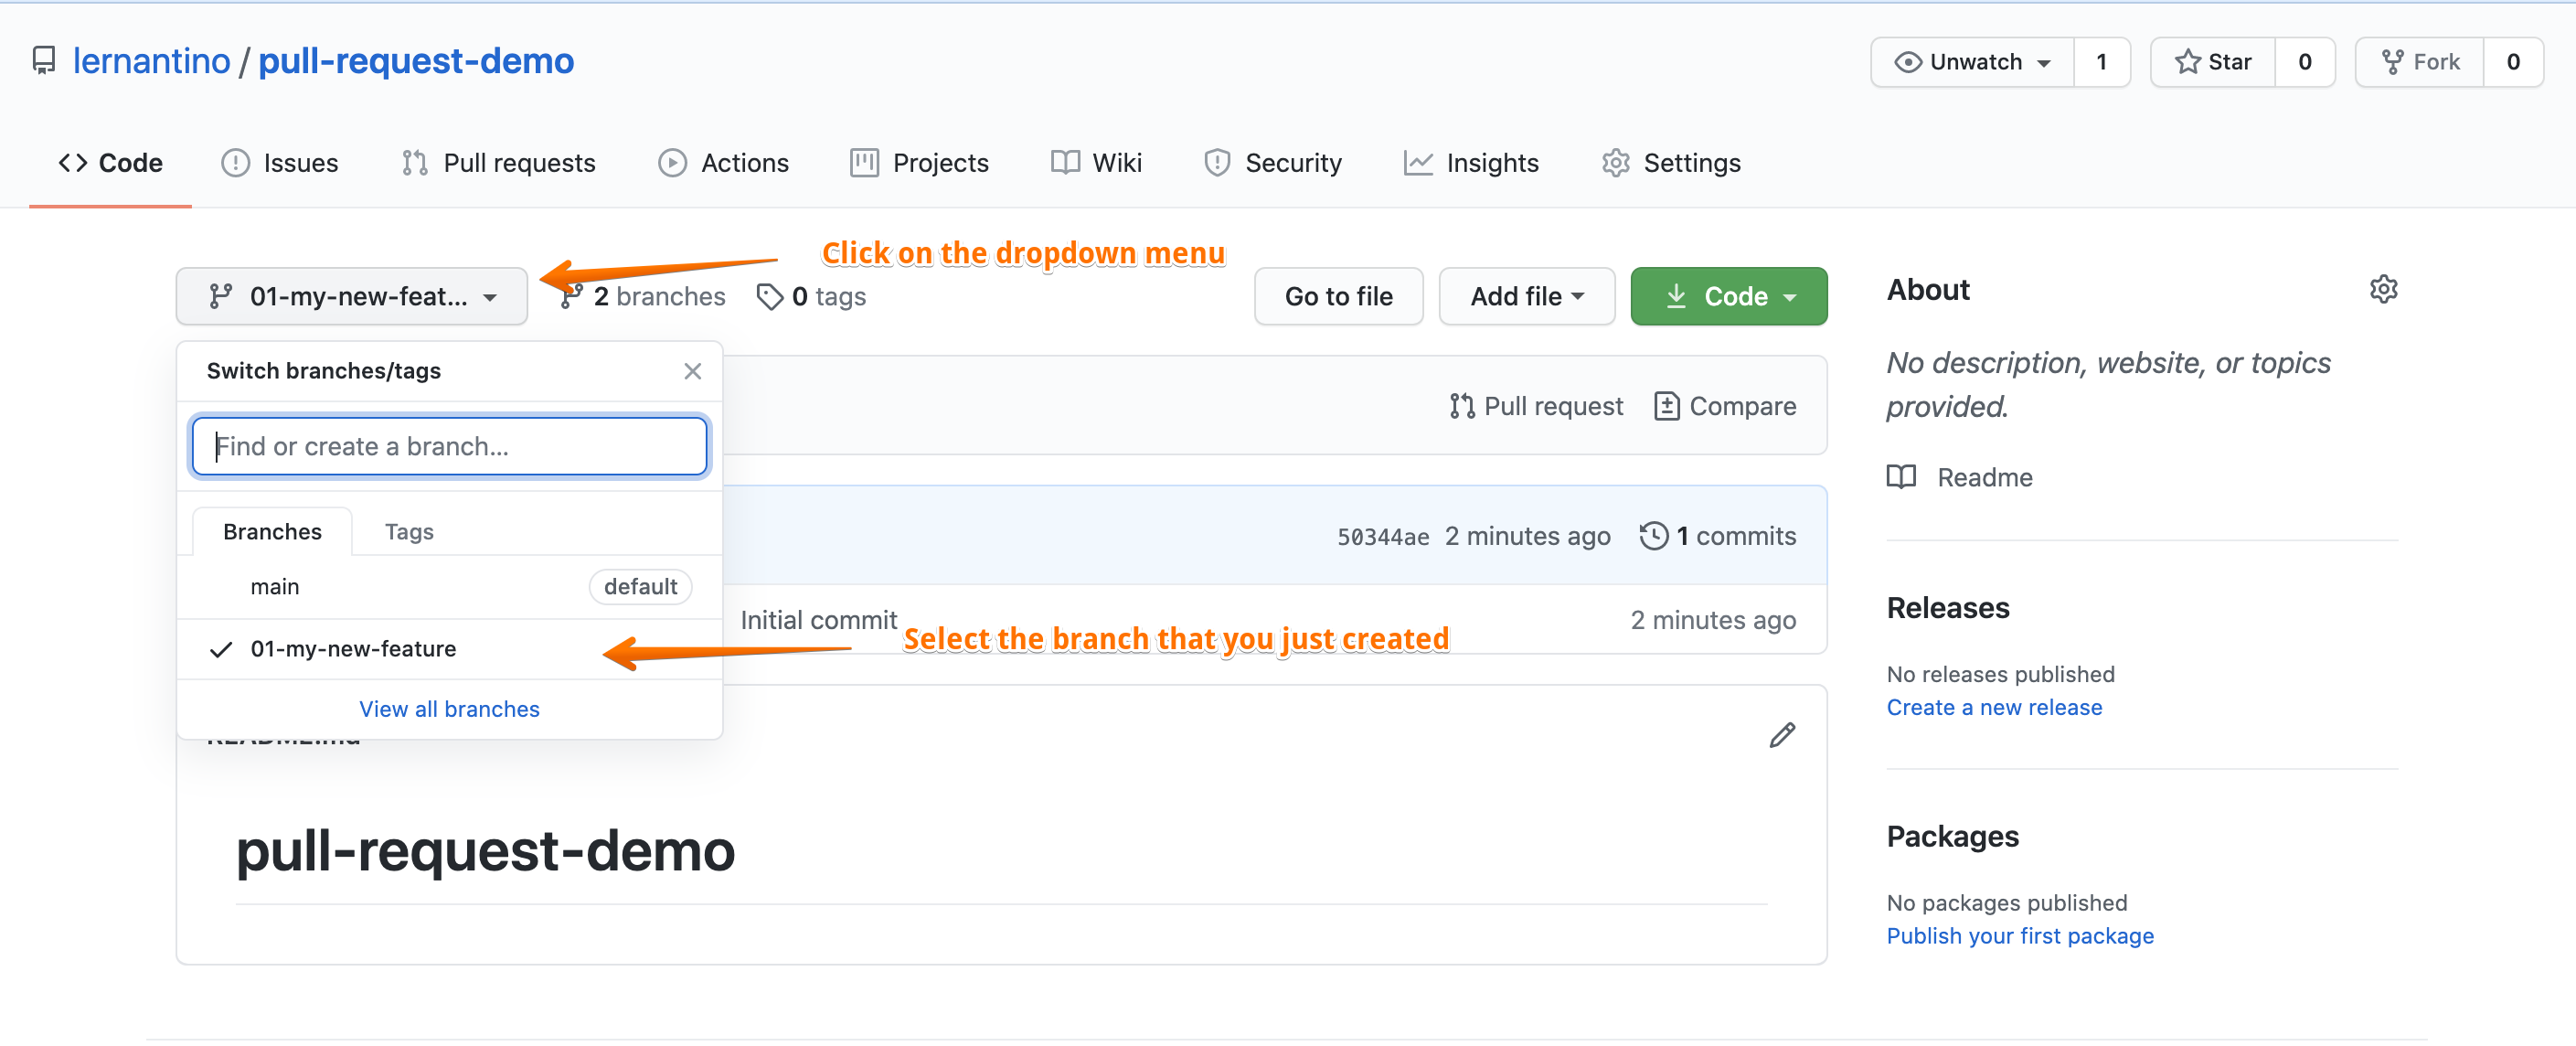 lernantino / pull-request-demo
Unwatch 1
Star 0
Fork 0
Code
Issues
Pull requests
Actions
Projects
Wiki
Security
Insights
Settings
Click on the dropdown menu
01-my-new-feat...
2 branches
0 tags
Go to file
Add file
Code
Switch branches/tags
Find or create a branch...
Branches
Tags
main default
01-my-new-feature
View all branches
Pull request
Compare
50344ae 2 minutes ago 1 commits
Initial commit
2 minutes ago
Select the branch that you just created
README.md
pull-request-demo
About
No description, website, or topics
provided.
Readme
Releases
No releases published
Create a new release
Packages
No packages published
Publish your first package